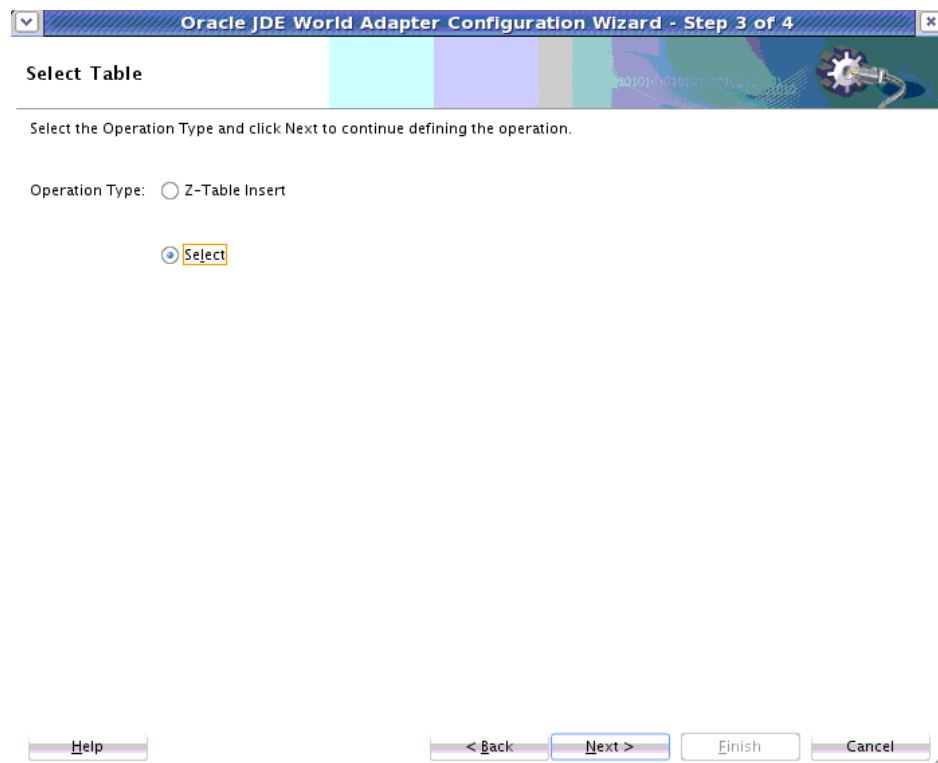 Oracle JDE World Adapter Configuration Wizard - Step 3 of 4
Select Table
Select the Operation Type and click Next to continue defining the operation.
Operation Type: Z-Table Insert
Select
Help < Back Next > Finish Cancel